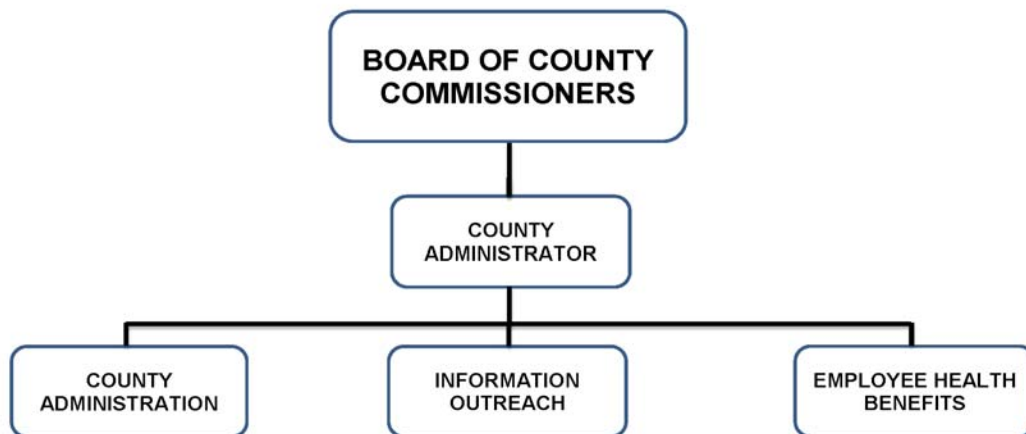 BOARD OF COUNTY
COMMISSIONERS
COUNTY
ADMINISTRATOR
COUNTY
ADMINISTRATION
INFORMATION
OUTREACH
EMPLOYEE HEALTH
BENEFITS